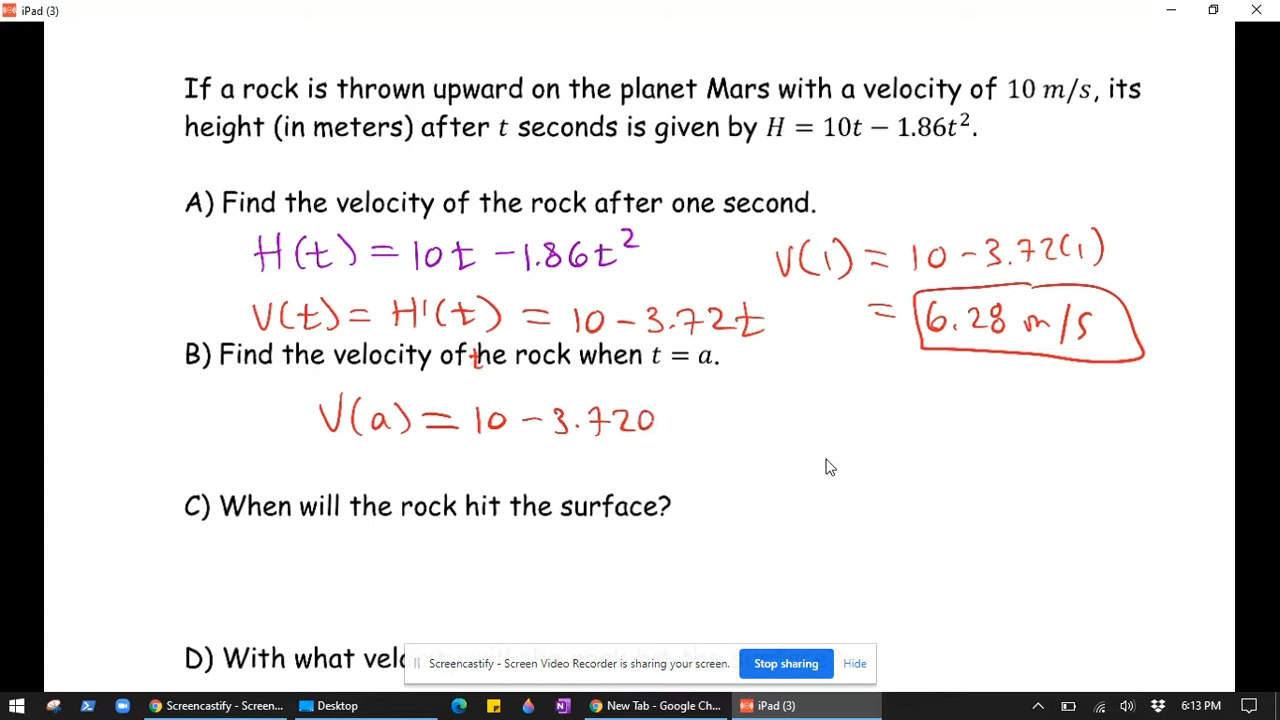 iPad (3)
If a rock is thrown upward on the planet Mars with a velocity of 10 m/s, its
height (in meters) after t seconds is given by H = 10t − 1.86t².
A) Find the velocity of the rock after one second.
H(t) = 10t − 1.86t²
V(t) = H'(t) = 10 − 3.72t
V(1) = 10 − 3.72(1)
= 6.28 m/s
B) Find the velocity of the rock when t = a.
V(a) = 10 − 3.720
C) When will the rock hit the surface?
D) With what
Screencastify - Screen Video Recorder is sharing your screen. Stop sharing Hide
Screencastify - Screen... Desktop New Tab - Google Ch... iPad (3) 6:13 PM